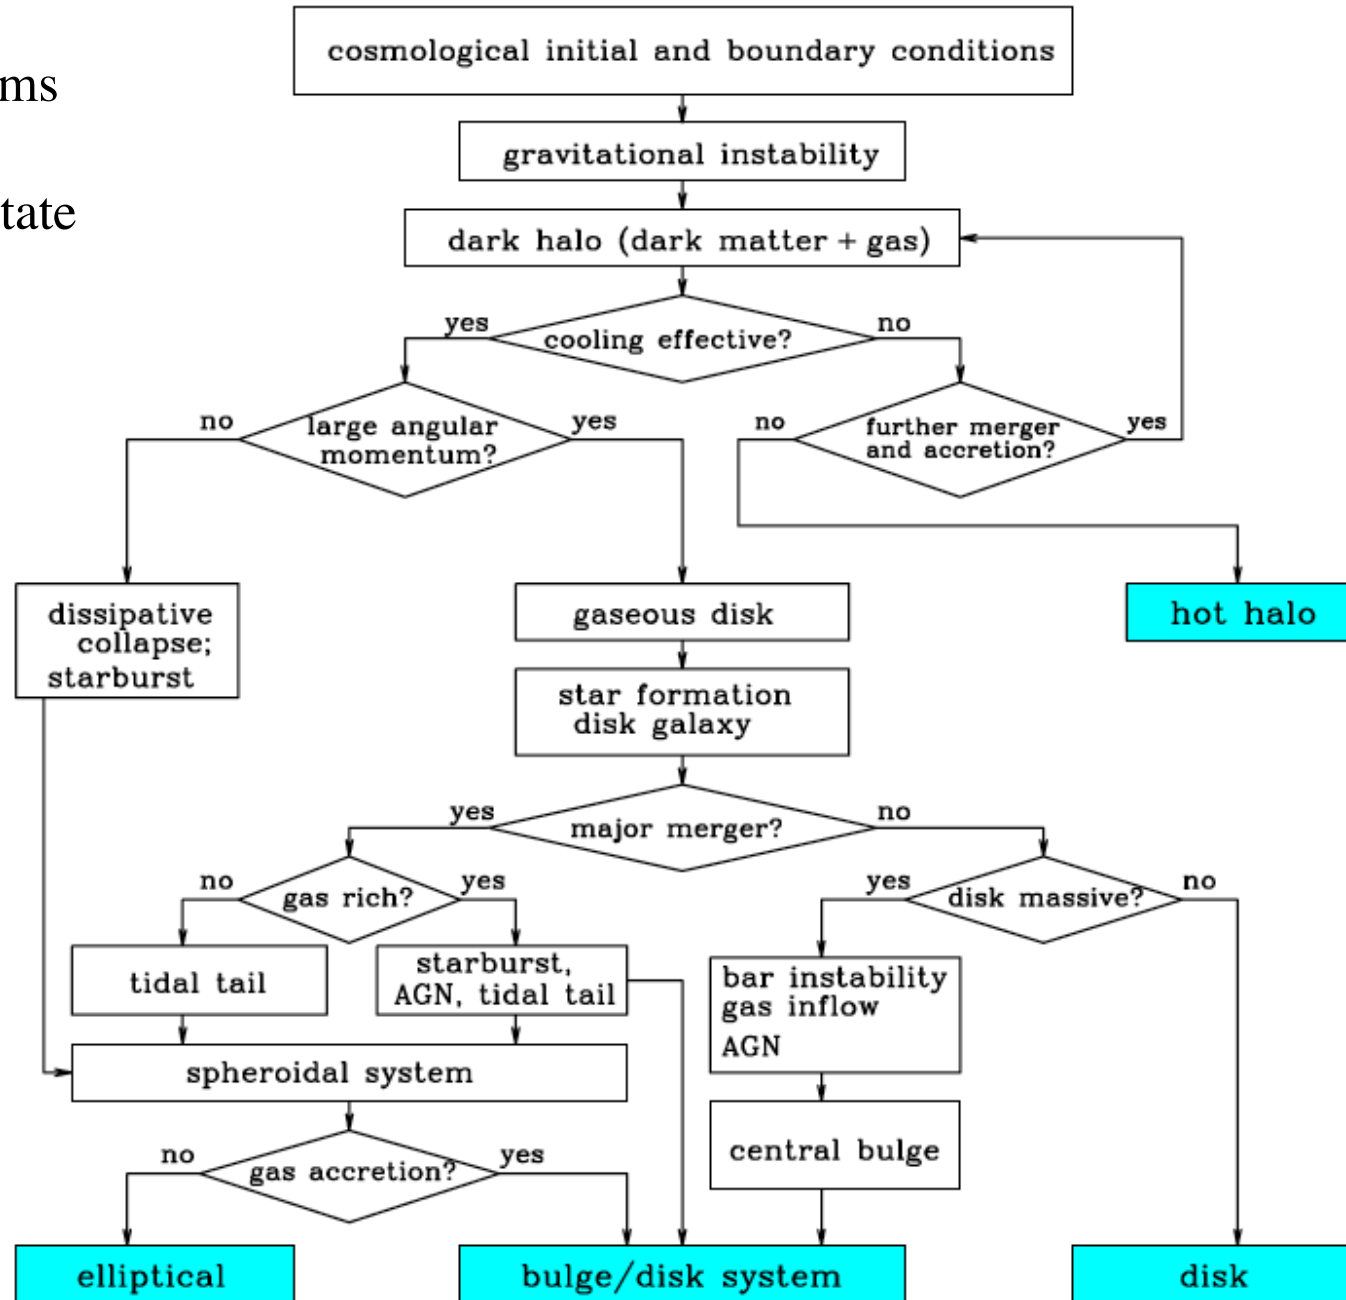 cosmological initial and boundary conditions
ms
gravitational instability
tate
dark halo (dark matter + gas)
yes
no
cooling effective?
no
large angular
momentum?
yes
no
further merger
and accretion?
yes
dissipative
collapse;
starburst
gaseous disk
hot halo
star formation
disk galaxy
yes
major merger?
no
no
gas rich?
yes
yes
disk massive?
no
tidal tail
starburst,
AGN, tidal tail
bar instability
gas inflow
AGN
spheroidal system
central bulge
no
gas accretion?
yes
elliptical
bulge/disk system
disk